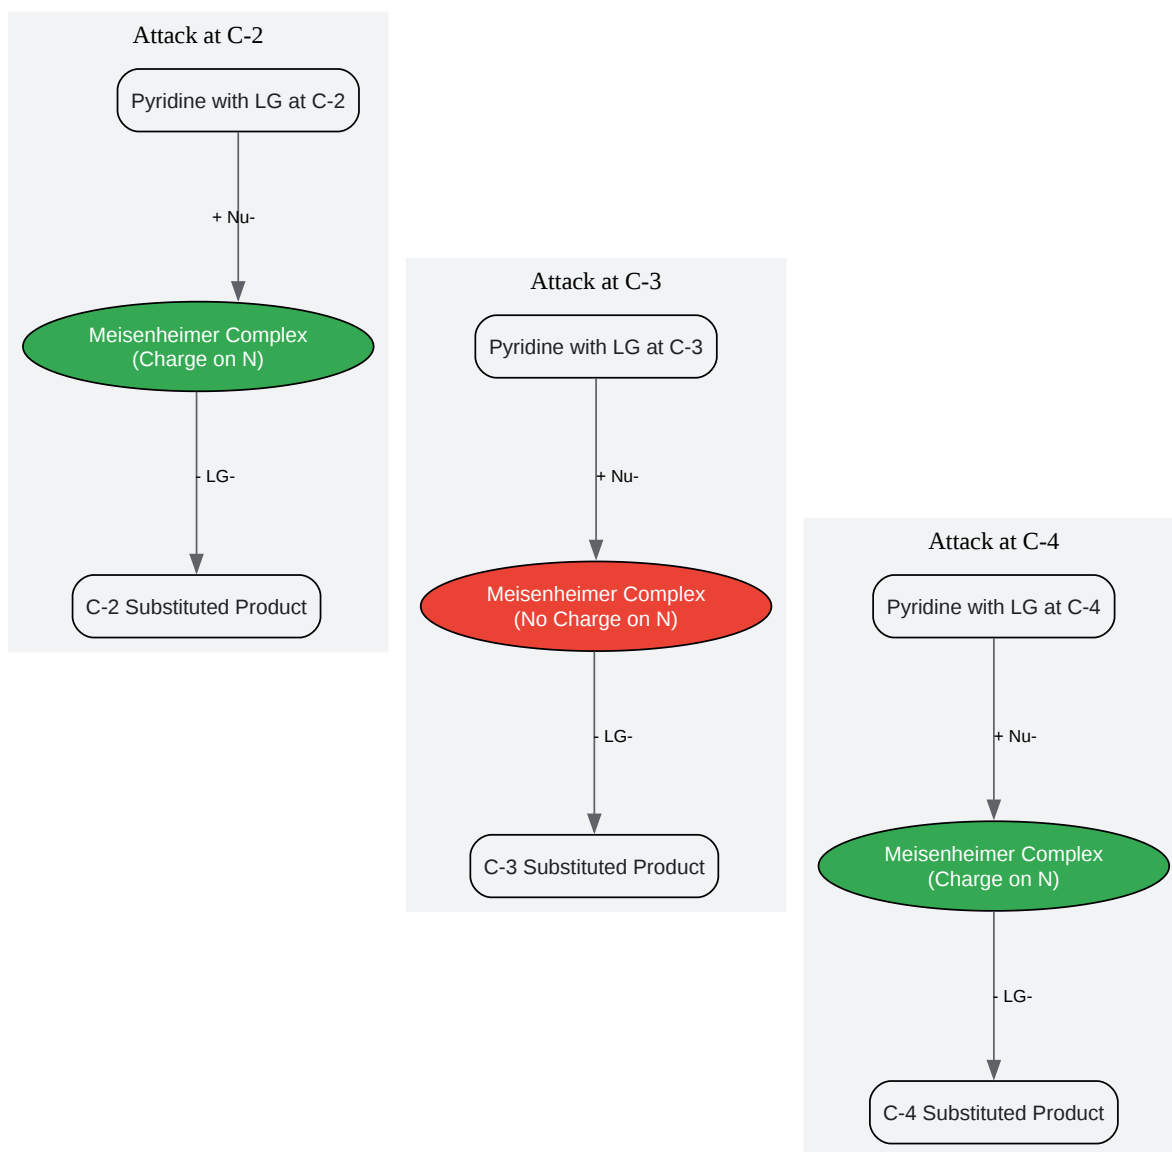 Attack at C-2
Pyridine with LG at C-2
+ Nu-
Meisenheimer Complex
(Charge on N)
- LG-
C-2 Substituted Product
Attack at C-3
Pyridine with LG at C-3
+ Nu-
Meisenheimer Complex
(No Charge on N)
- LG-
C-3 Substituted Product
Attack at C-4
Pyridine with LG at C-4
+ Nu-
Meisenheimer Complex
(Charge on N)
- LG-
C-4 Substituted Product